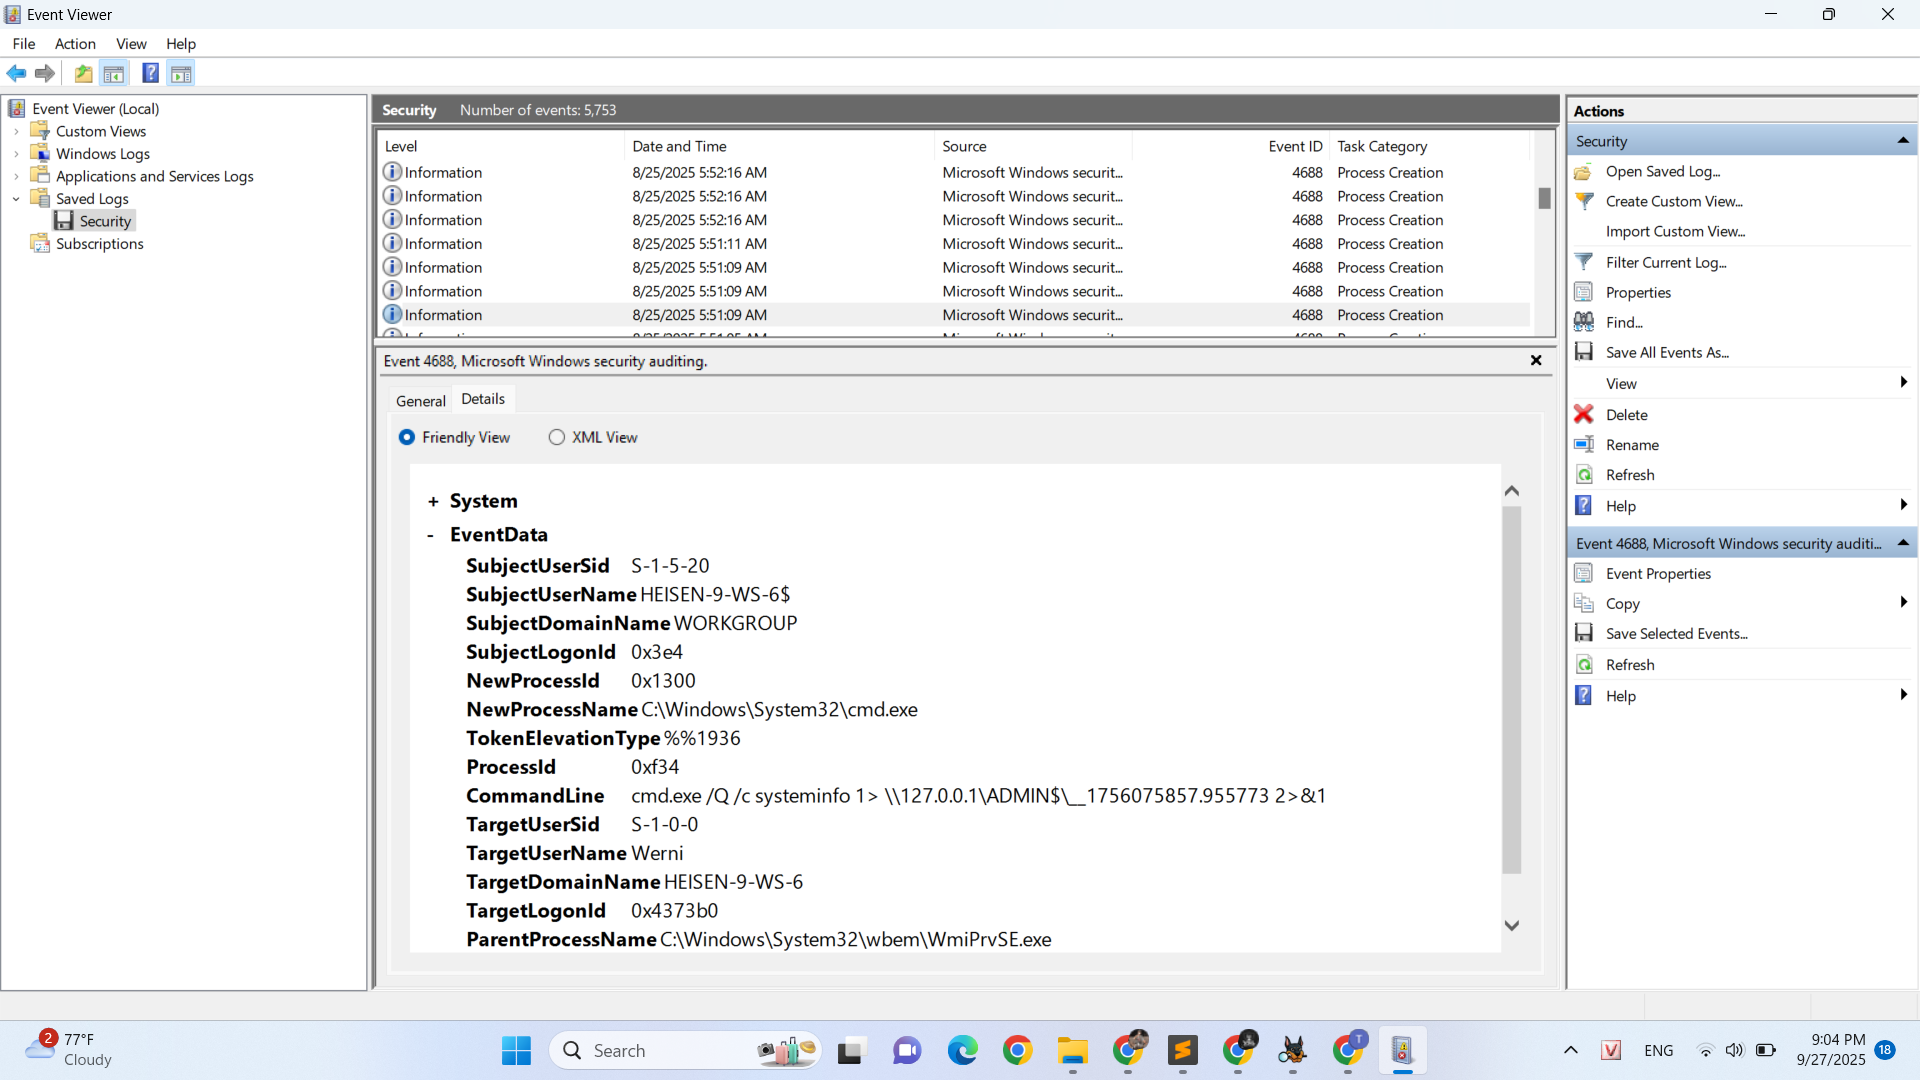 Event Viewer
File Action View Help
Event Viewer (Local)
Custom Views
Windows Logs
Applications and Services Logs
Saved Logs
Security
Subscriptions
Security Number of events: 5,753
Level Date and Time Source Event ID Task Category
Information 8/25/2025 5:52:16 AM Microsoft Windows securit... 4688 Process Creation
Information 8/25/2025 5:52:16 AM Microsoft Windows securit... 4688 Process Creation
Information 8/25/2025 5:52:16 AM Microsoft Windows securit... 4688 Process Creation
Information 8/25/2025 5:51:11 AM Microsoft Windows securit... 4688 Process Creation
Information 8/25/2025 5:51:09 AM Microsoft Windows securit... 4688 Process Creation
Information 8/25/2025 5:51:09 AM Microsoft Windows securit... 4688 Process Creation
Information 8/25/2025 5:51:09 AM Microsoft Windows securit... 4688 Process Creation
Event 4688, Microsoft Windows security auditing.
General Details
Friendly View XML View
+ System
- EventData
SubjectUserSid S-1-5-20
SubjectUserName HEISEN-9-WS-6$
SubjectDomainName WORKGROUP
SubjectLogonId 0x3e4
NewProcessId 0x1300
NewProcessName C:\Windows\System32\cmd.exe
TokenElevationType %%1936
ProcessId 0xf34
CommandLine cmd.exe /Q /c systeminfo 1> \\127.0.0.1\ADMIN$\__1756075857.955773 2>&1
TargetUserSid S-1-0-0
TargetUserName Werni
TargetDomainName HEISEN-9-WS-6
TargetLogonId 0x4373b0
ParentProcessName C:\Windows\System32\wbem\WmiPrvSE.exe
Actions
Security
Open Saved Log...
Create Custom View...
Import Custom View...
Filter Current Log...
Properties
Find...
Save All Events As...
View
Delete
Rename
Refresh
Help
Event 4688, Microsoft Windows security auditi...
Event Properties
Copy
Save Selected Events...
Refresh
Help
2
77°F
Cloudy
Search
T
V
ENG
9:04 PM
9/27/2025
18